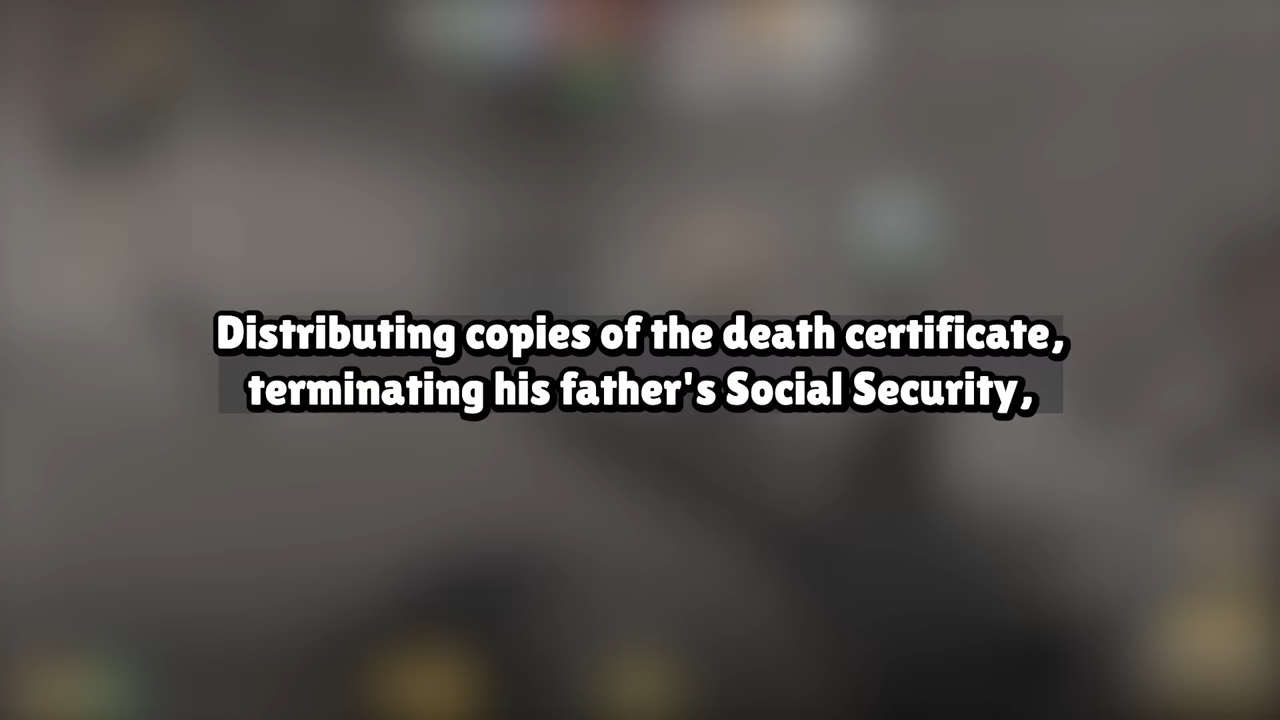 Distributing copies of the death certificate,
terminating his father's Social Security,